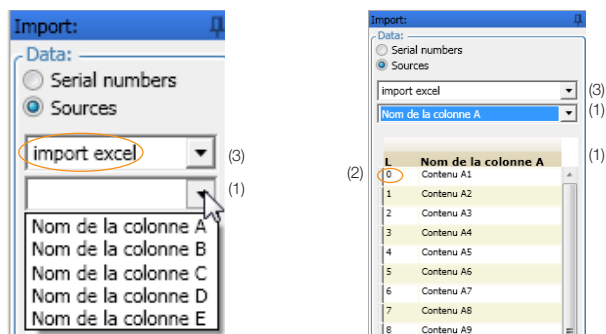 Import:
Data:
Serial numbers
Sources
import excel
(3)
(1)
Nom de la colonne A
Nom de la colonne B
Nom de la colonne C
Nom de la colonne D
Nom de la colonne E
Import:
Data:
Serial numbers
Sources
import excel
(3)
Nom de la colonne A
(1)
L Nom de la colonne A
(1)
(2)
0 Contenu A1
1 Contenu A2
2 Contenu A3
3 Contenu A4
4 Contenu A5
5 Contenu A6
6 Contenu A7
7 Contenu A8
8 Contenu A9